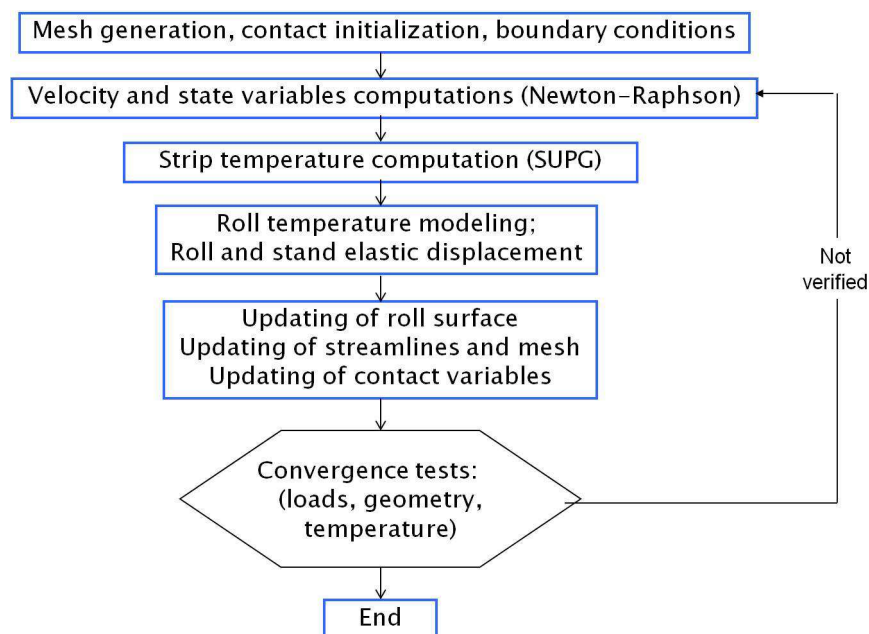 Mesh generation, contact initialization, boundary conditions
Velocity and state variables computations (Newton-Raphson)
Strip temperature computation (SUPG)
Roll temperature modeling;
Roll and stand elastic displacement
Not
verified
Updating of roll surface
Updating of streamlines and mesh
Updating of contact variables
Convergence tests:
(loads, geometry,
temperature)
End